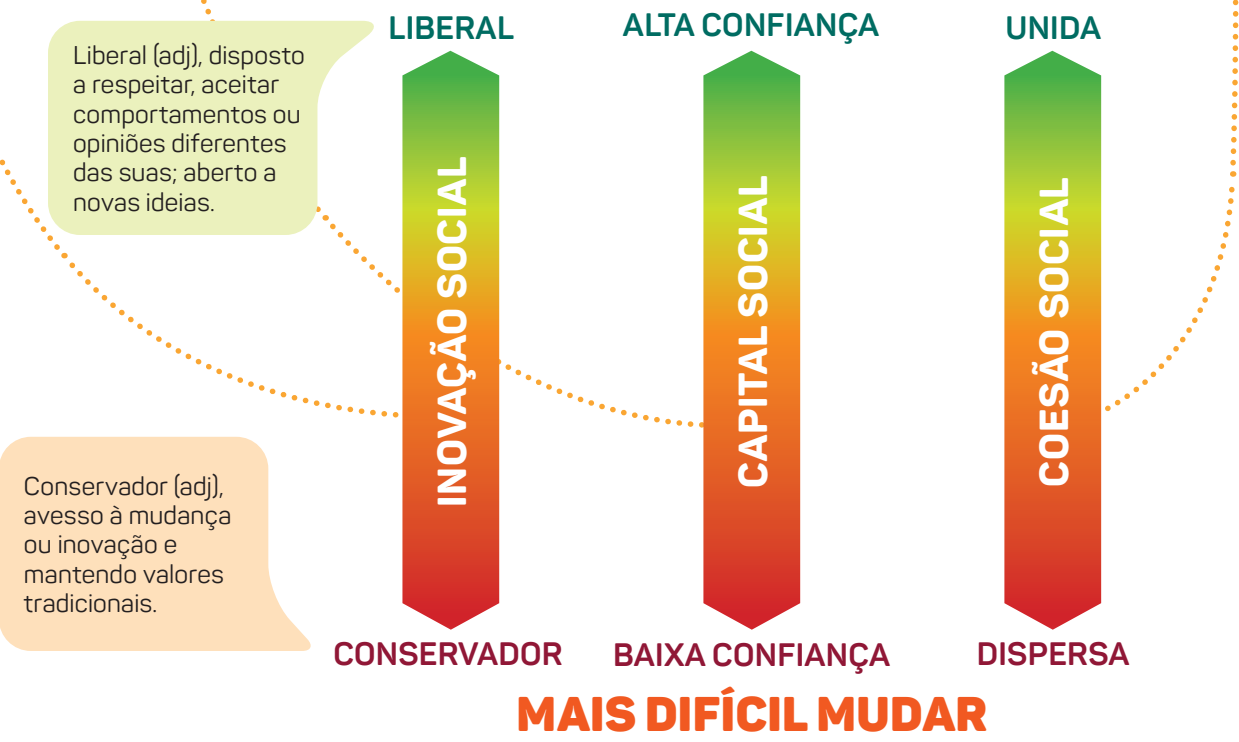 LIBERAL
ALTA CONFIANÇA
UNIDA
Liberal (adj), disposto
a respeitar, aceitar
comportamentos ou
opiniões diferentes
das suas; aberto a
novas ideias.
INOVAÇÃO SOCIAL
CAPITAL SOCIAL
COESÃO SOCIAL
Conservador (adj),
avesso à mudança
ou inovação e
mantendo valores
tradicionais.
CONSERVADOR
BAIXA CONFIANÇA
DISPERSA
MAIS DIFÍCIL MUDAR